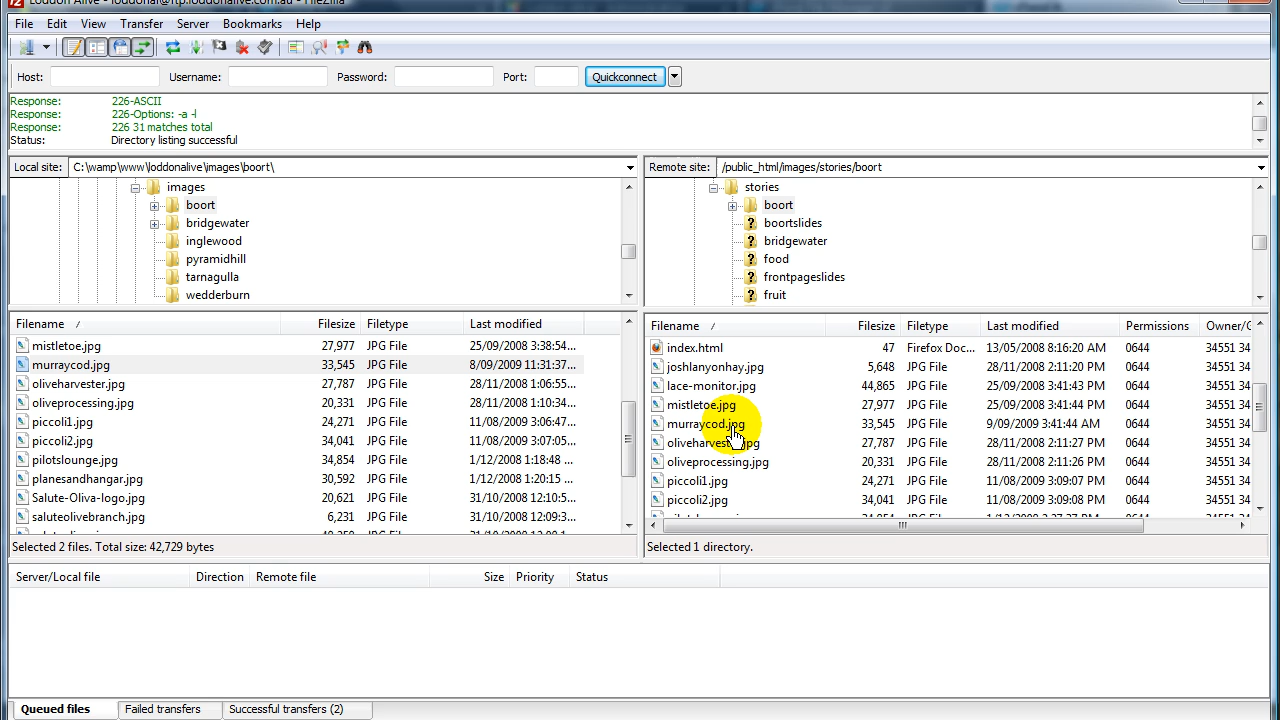 Loddon Alive - loddonal@ftp.loddonalive.com.au - FileZilla
File Edit View Transfer Server Bookmarks Help
Host: Username: Password: Port: Quickconnect
Response: 226-ASCII
Response: 226-Options: -a -l
Response: 226 31 matches total
Status: Directory listing successful
Local site: C:\wamp\www\loddonalive\images\boort\
images
boort
bridgewater
inglewood
pyramidhill
tarnagulla
wedderburn
Remote site: /public_html/images/stories/boort
stories
boort
boortslides
bridgewater
food
frontpageslides
fruit
Filename Filesize Filetype Last modified
mistletoe.jpg 27,977 JPG File 25/09/2008 3:38:54...
murraycod.jpg 33,545 JPG File 8/09/2009 11:31:37...
oliveharvester.jpg 27,787 JPG File 28/11/2008 1:06:55...
oliveprocessing.jpg 20,331 JPG File 28/11/2008 1:10:34...
piccoli1.jpg 24,271 JPG File 11/08/2009 3:06:47...
piccoli2.jpg 34,041 JPG File 11/08/2009 3:07:05...
pilotslounge.jpg 34,854 JPG File 1/12/2008 1:18:48 ...
planesandhangar.jpg 30,592 JPG File 1/12/2008 1:20:15 ...
Salute-Oliva-logo.jpg 20,621 JPG File 31/10/2008 12:10:5...
saluteolivebranch.jpg 6,231 JPG File 31/10/2008 12:09:3...
Selected 2 files. Total size: 42,729 bytes
Filename Filesize Filetype Last modified Permissions Owner/G
index.html 47 Firefox Doc... 13/05/2008 8:16:20 AM 0644 34551 34
joshlanyonhay.jpg 5,648 JPG File 28/11/2008 2:11:20 PM 0644 34551 34
lace-monitor.jpg 44,865 JPG File 25/09/2008 3:41:43 PM 0644 34551 34
mistletoe.jpg 27,977 JPG File 25/09/2008 3:41:44 PM 0644 34551 34
murraycod.jpg 33,545 JPG File 9/09/2009 3:41:44 AM 0644 34551 34
oliveharvester.jpg 27,787 JPG File 28/11/2008 2:11:27 PM 0644 34551 34
oliveprocessing.jpg 20,331 JPG File 28/11/2008 2:11:26 PM 0644 34551 34
piccoli1.jpg 24,271 JPG File 11/08/2009 3:09:07 PM 0644 34551 34
piccoli2.jpg 34,041 JPG File 11/08/2009 3:09:08 PM 0644 34551 34
Selected 1 directory.
Server/Local file Direction Remote file Size Priority Status
Queued files Failed transfers Successful transfers (2)